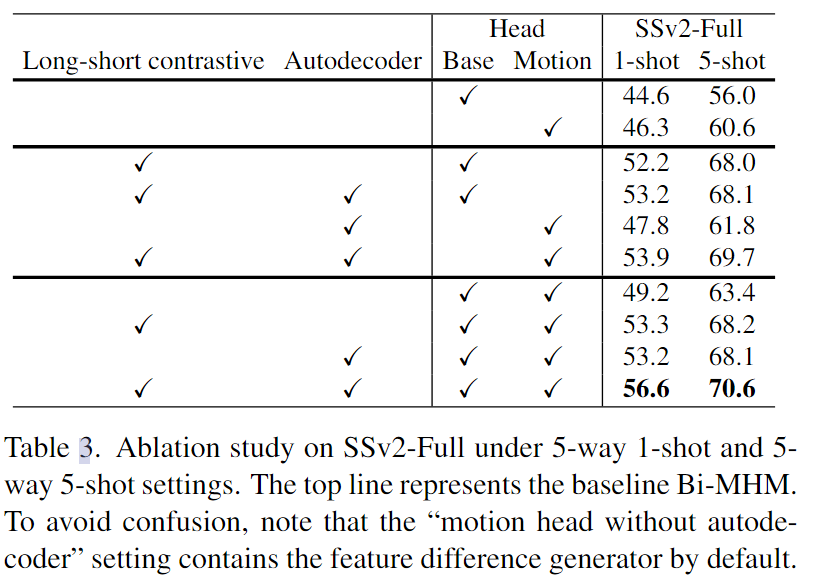 Head SSv2-Full
Long-short contrastive Autodecoder Base Motion 1-shot 5-shot
✓ 44.6 56.0
✓ 46.3 60.6
✓ ✓ 52.2 68.0
✓ ✓ ✓ 53.2 68.1
✓ ✓ 47.8 61.8
✓ ✓ ✓ 53.9 69.7
✓ ✓ 49.2 63.4
✓ ✓ ✓ 53.3 68.2
✓ ✓ ✓ 53.2 68.1
✓ ✓ ✓ ✓ 56.6 70.6
Table 3. Ablation study on SSv2-Full under 5-way 1-shot and 5-
way 5-shot settings. The top line represents the baseline Bi-MHM.
To avoid confusion, note that the “motion head without autode-
coder” setting contains the feature difference generator by default.